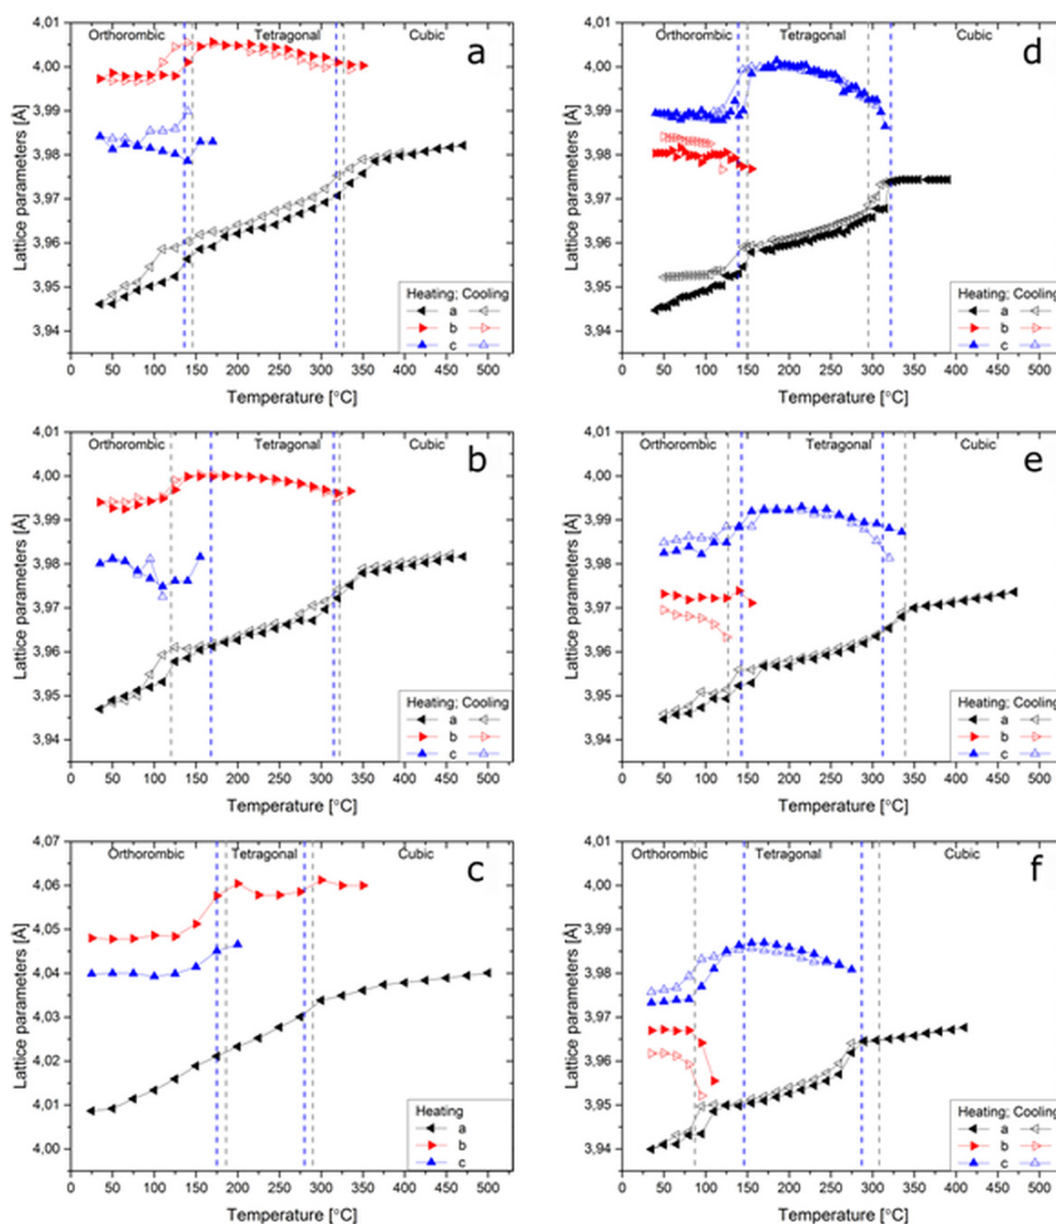 4,01
4,00
3,99
3,98
3,97
3,96
3,95
3,94
Lattice parameters [Å]
Orthorombic Tetragonal Cubic
a
Heating; Cooling
a
b
c
0 50 100 150 200 250 300 350 400 450 500
Temperature [°C]
4,01
4,00
3,99
3,98
3,97
3,96
3,95
3,94
Lattice parameters [Å]
Orthorombic Tetragonal Cubic
d
Heating; Cooling
a
b
c
0 50 100 150 200 250 300 350 400 450 500
Temperature [°C]
4,01
4,00
3,99
3,98
3,97
3,96
3,95
3,94
Lattice parameters [Å]
Orthorombic Tetragonal Cubic
b
Heating; Cooling
a
b
c
0 50 100 150 200 250 300 350 400 450 500
Temperature [°C]
4,01
4,00
3,99
3,98
3,97
3,96
3,95
3,94
Lattice parameters [Å]
Orthorombic Tetragonal Cubic
e
Heating; Cooling
a
b
c
0 50 100 150 200 250 300 350 400 450 500
Temperature [°C]
4,07
4,06
4,05
4,04
4,03
4,02
4,01
4,00
Lattice parameters [Å]
Orthorombic Tetragonal Cubic
c
Heating
a
b
c
0 50 100 150 200 250 300 350 400 450 500
Temperature [°C]
4,01
4,00
3,99
3,98
3,97
3,96
3,95
3,94
Lattice parameters [Å]
Orthorombic Tetragonal Cubic
f
Heating; Cooling
a
b
c
0 50 100 150 200 250 300 350 400 450 500
Temperature [°C]